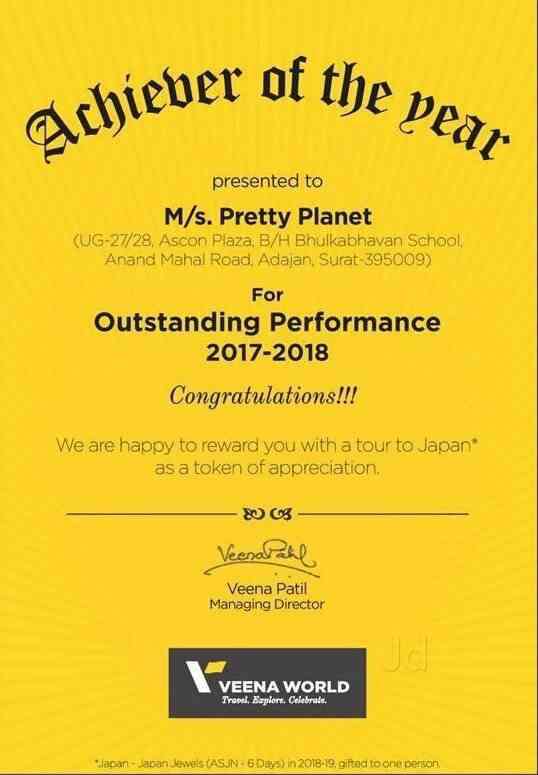 Achiever of the year
presented to
M/s. Pretty Planet
(UG-27/28, Ascon Plaza, B/H Bhulkabhavan School,
Anand Mahal Road, Adajan, Surat-395009)
For
Outstanding Performance
2017-2018
Congratulations!!!
We are happy to reward you with a tour to Japan*
as a token of appreciation.
Veena Patil
Veena Patil
Managing Director
Jd
VEENA WORLD
Travel. Explore. Celebrate.
*Japan - Japan Jewels (ASJN - 6 Days) in 2018-19, gifted to one person.